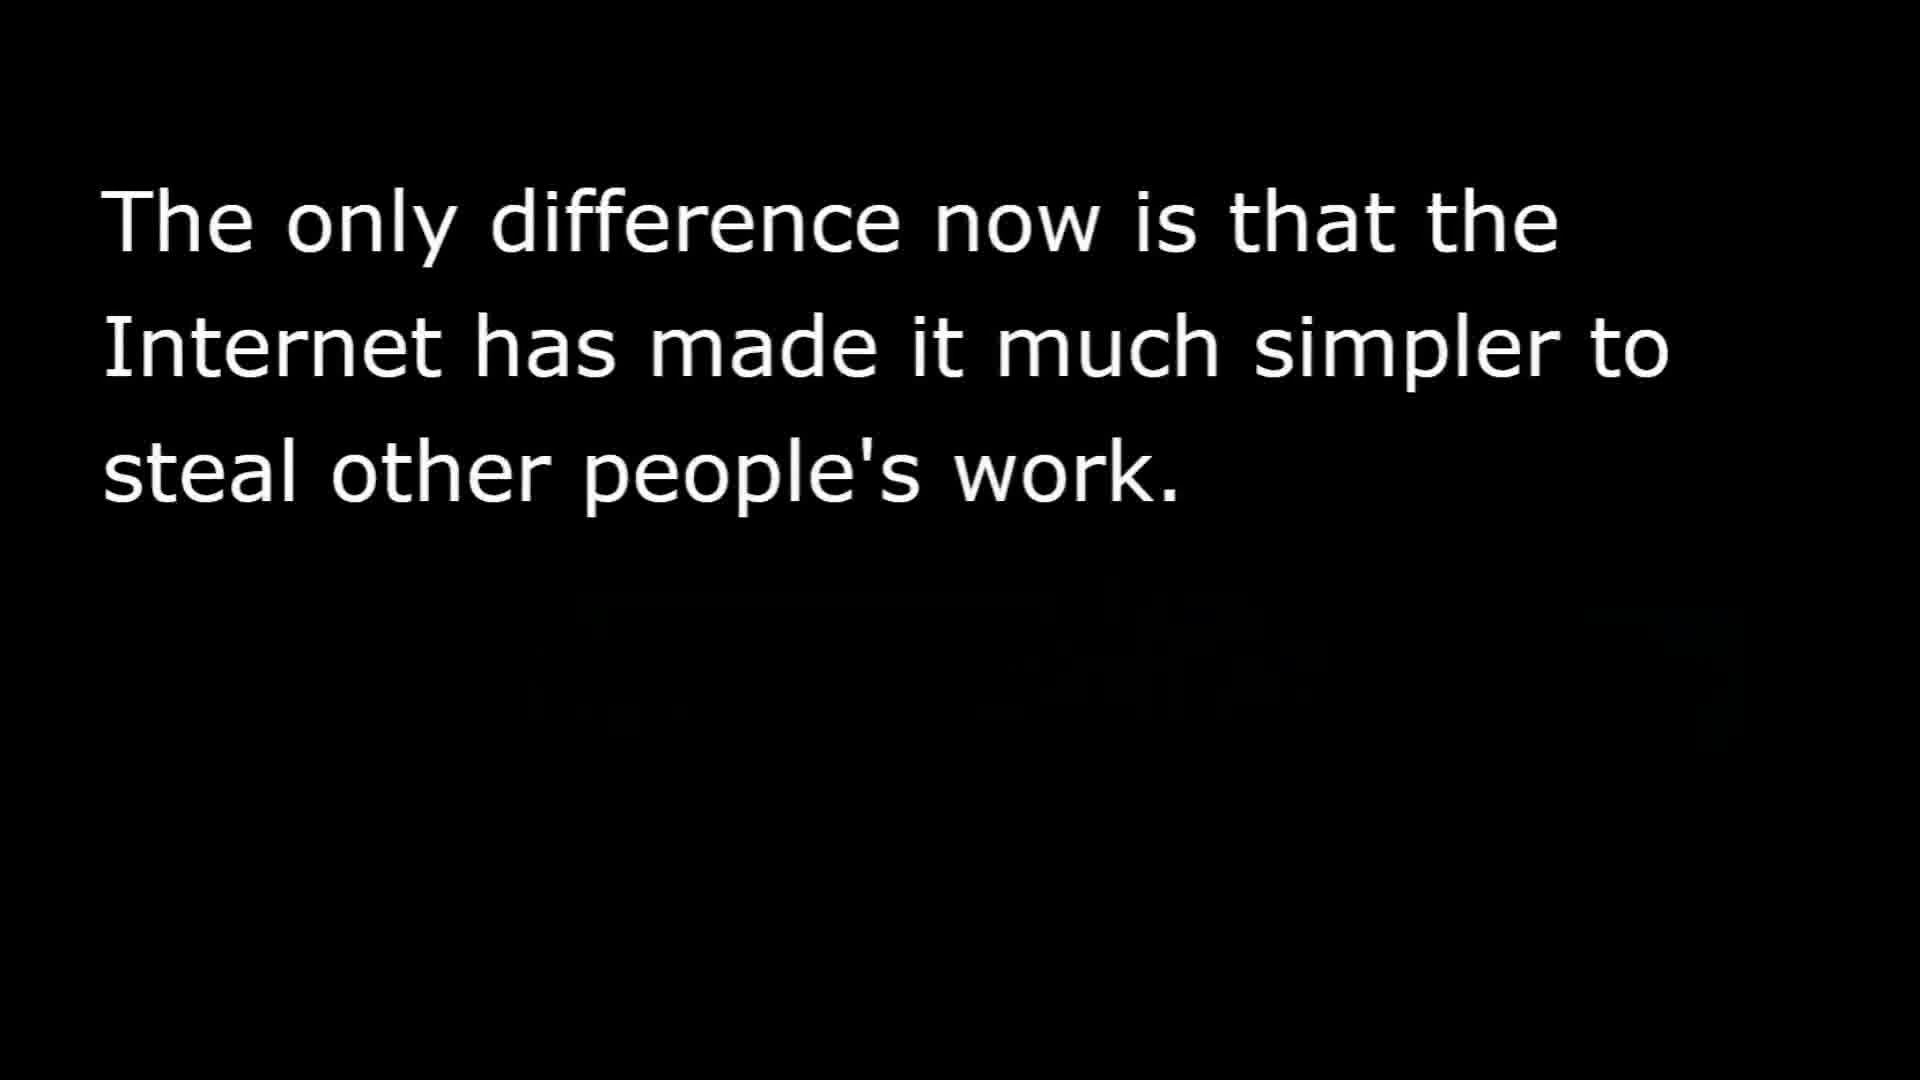 The only difference now is that the
Internet has made it much simpler to
steal other people's work.